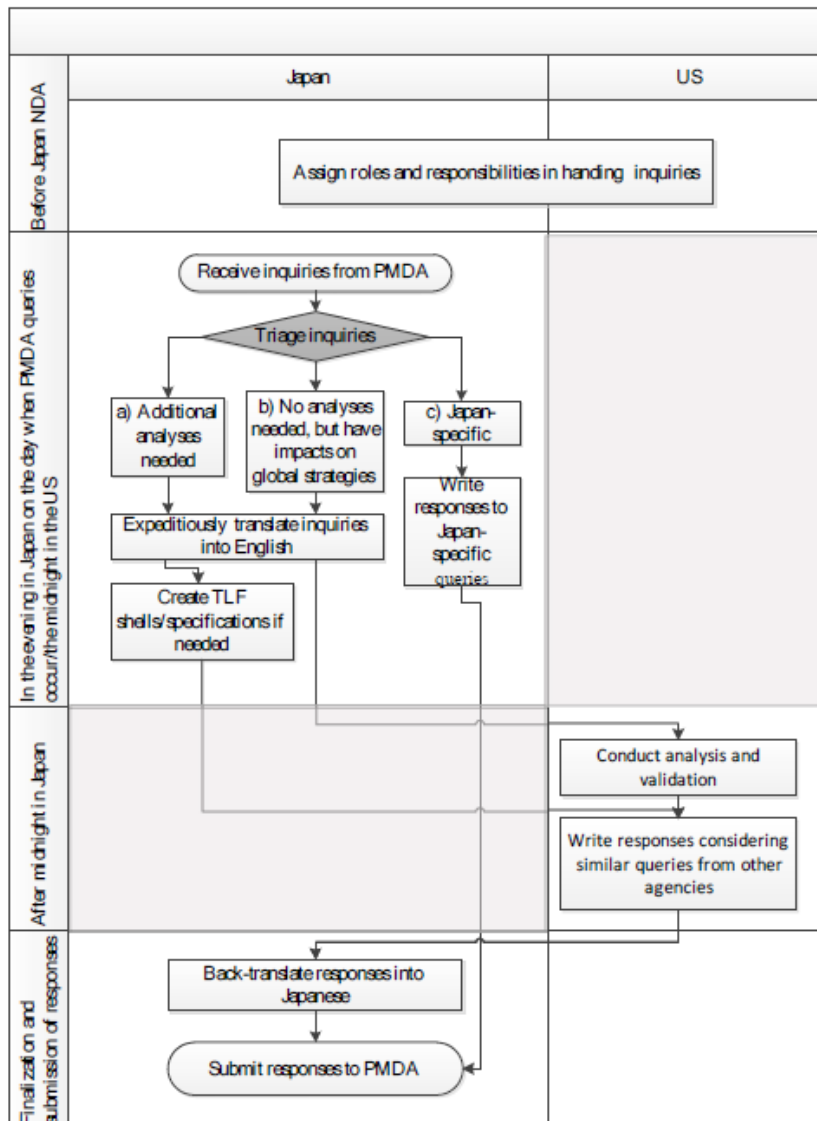 Japan
US
Before Japan NDA
Assign roles and responsibilities in handing inquiries
In the evening in Japan on the day when PMDA queries
occur/the midnight in the US
Receive inquiries from PMDA
Triage inquiries
a) Additional
analyses
needed
b) No analyses
needed, but have
impacts on
global strategies
c) Japan-
specific
Write
responses to
Japan-
specific
queries
Expeditiously translate inquiries
into English
Create TLF
shells/specifications if
needed
After midnight in Japan
Conduct analysis and
validation
Write responses considering
similar queries from other
agencies
Finalization and
submission of responses
Back-translate responses into
Japanese
Submit responses to PMDA